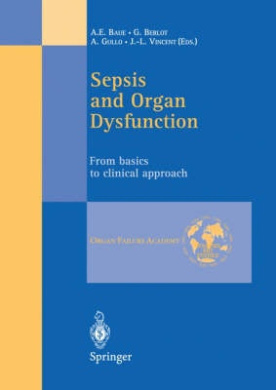 A.E. BAUE • G. BERLOT
A. GULLO • J.-L. VINCENT (EDS.)
Sepsis
and Organ
Dysfunction
From basics
to clinical approach
ORGAN FAILURE ACADEMY
Springer